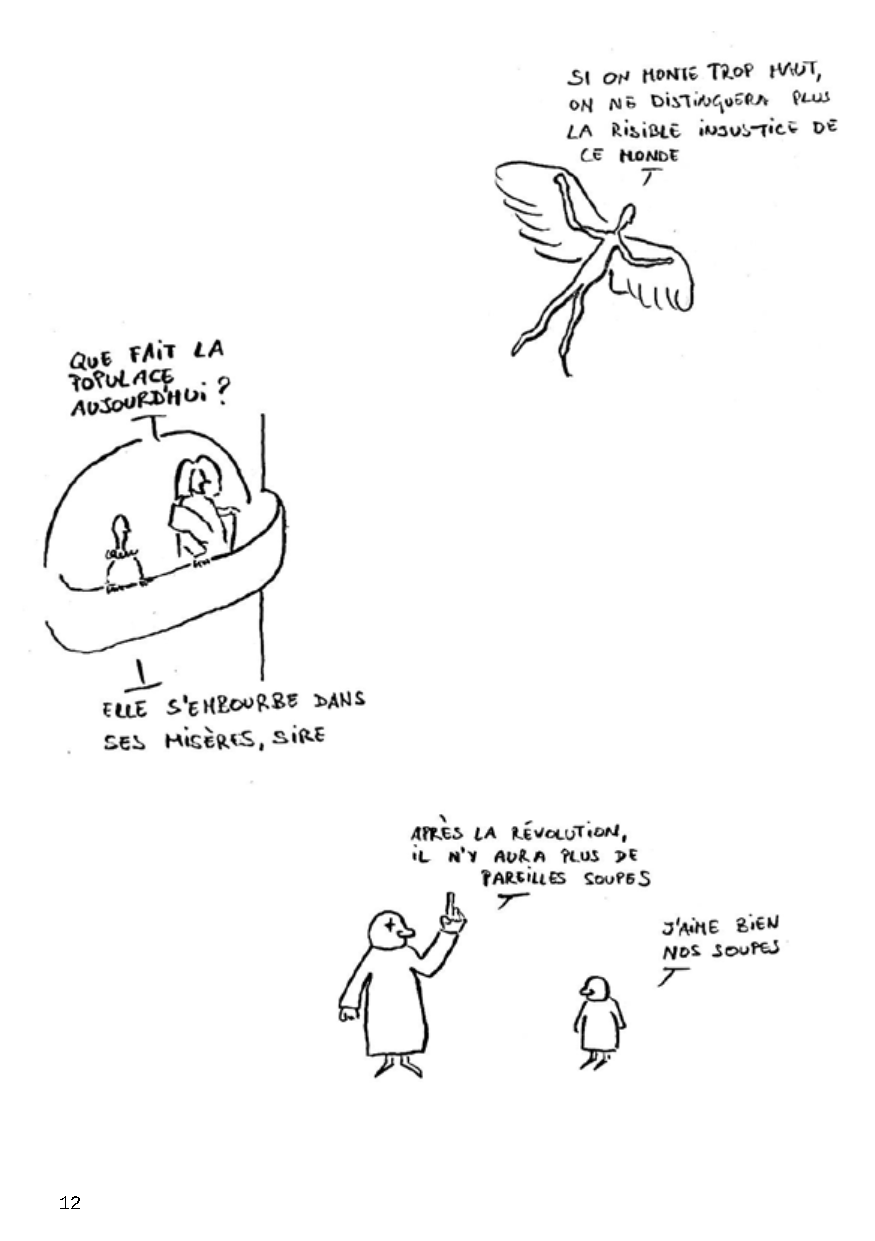 SI ON MONTE TROP HAUT,
ON NE DISTINGUERA PLUS
LA RISIBLE INJUSTICE DE
CE MONDE
QUE FAIT LA
POPULACE
AUJOURD'HUI ?
ELLE S'EMBOURBE DANS
SES MISÈRES, SIRE
APRÈS LA RÉVOLUTION,
IL N'Y AURA PLUS DE
PAREILLES SOUPES
J'AIME BIEN
NOS SOUPES
12